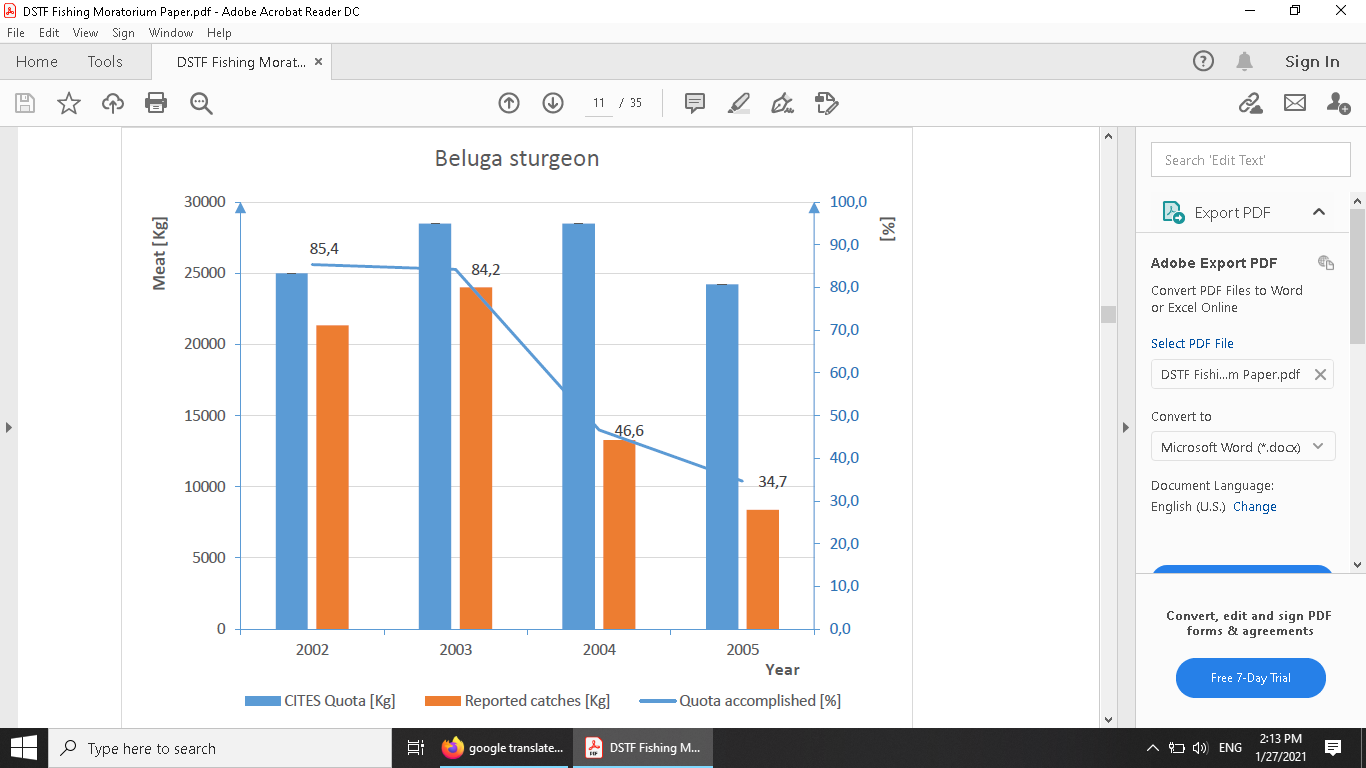 DSTF Fishing Moratorium Paper.pdf - Adobe Acrobat Reader DC
File Edit View Sign Window Help
Home Tools DSTF Fishing Morat... × Sign In
11 / 35
Beluga sturgeon
Meat [Kg]
30000
25000
20000
15000
10000
5000
0
85,4
84,2
46,6
34,7
100,0
90,0
80,0
70,0
60,0
50,0
40,0
30,0
20,0
10,0
0,0
[%]
2002 2003 2004 2005
Year
CITES Quota [Kg] Reported catches [Kg] Quota accomplished [%]
Search 'Edit Text'
Export PDF
Adobe Export PDF
Convert PDF Files to Word
or Excel Online
Select PDF File
DSTF Fishi...m Paper.pdf
Convert to
Microsoft Word (*.docx)
Document Language:
English (U.S.) Change
Convert, edit and sign PDF
forms & agreements
Free 7-Day Trial
Type here to search
google translate...
DSTF Fishing M...
ENG
2:13 PM
1/27/2021